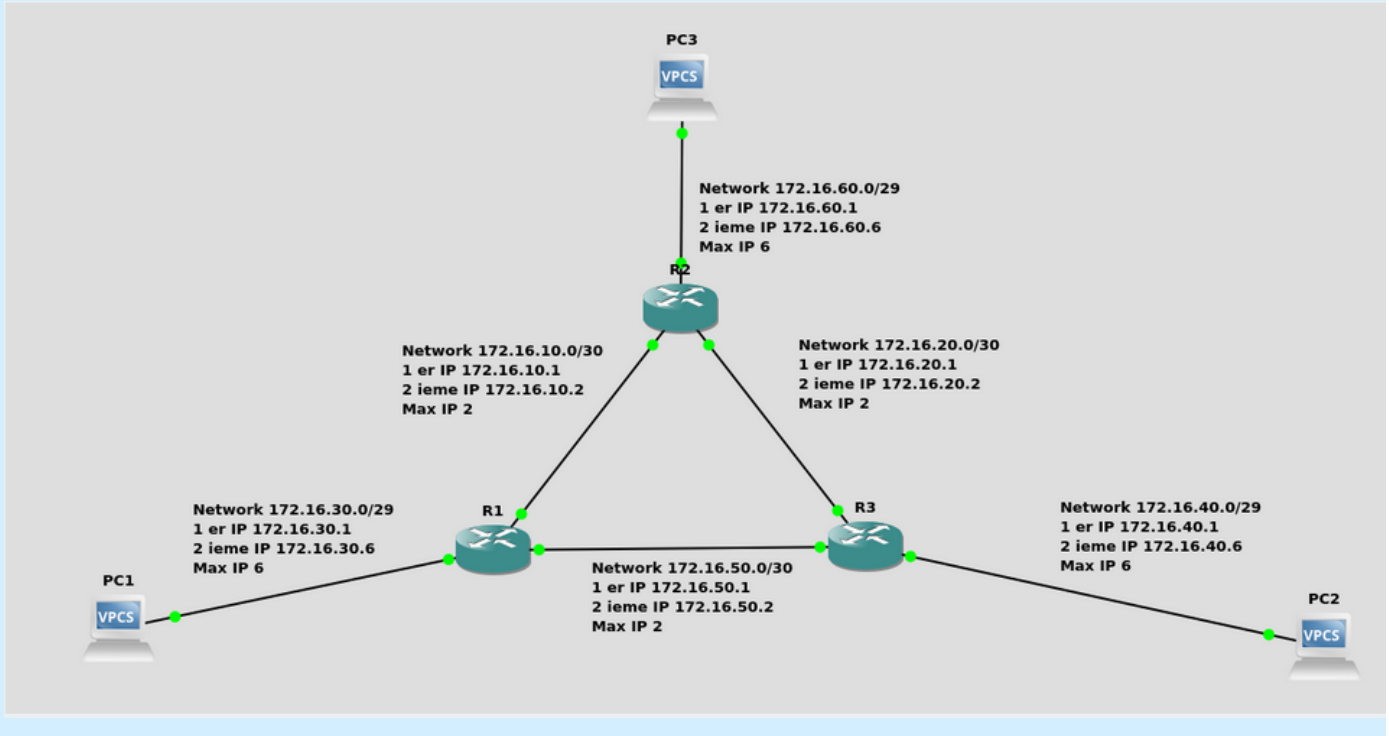 PC3
VPCS
Network 172.16.60.0/29
1 er IP 172.16.60.1
2 ieme IP 172.16.60.6
Max IP 6
R2
Network 172.16.10.0/30
1 er IP 172.16.10.1
2 ieme IP 172.16.10.2
Max IP 2
Network 172.16.20.0/30
1 er IP 172.16.20.1
2 ieme IP 172.16.20.2
Max IP 2
Network 172.16.30.0/29
1 er IP 172.16.30.1
2 ieme IP 172.16.30.6
Max IP 6
R1
R3
Network 172.16.40.0/29
1 er IP 172.16.40.1
2 ieme IP 172.16.40.6
Max IP 6
Network 172.16.50.0/30
1 er IP 172.16.50.1
2 ieme IP 172.16.50.2
Max IP 2
PC1
VPCS
PC2
VPCS